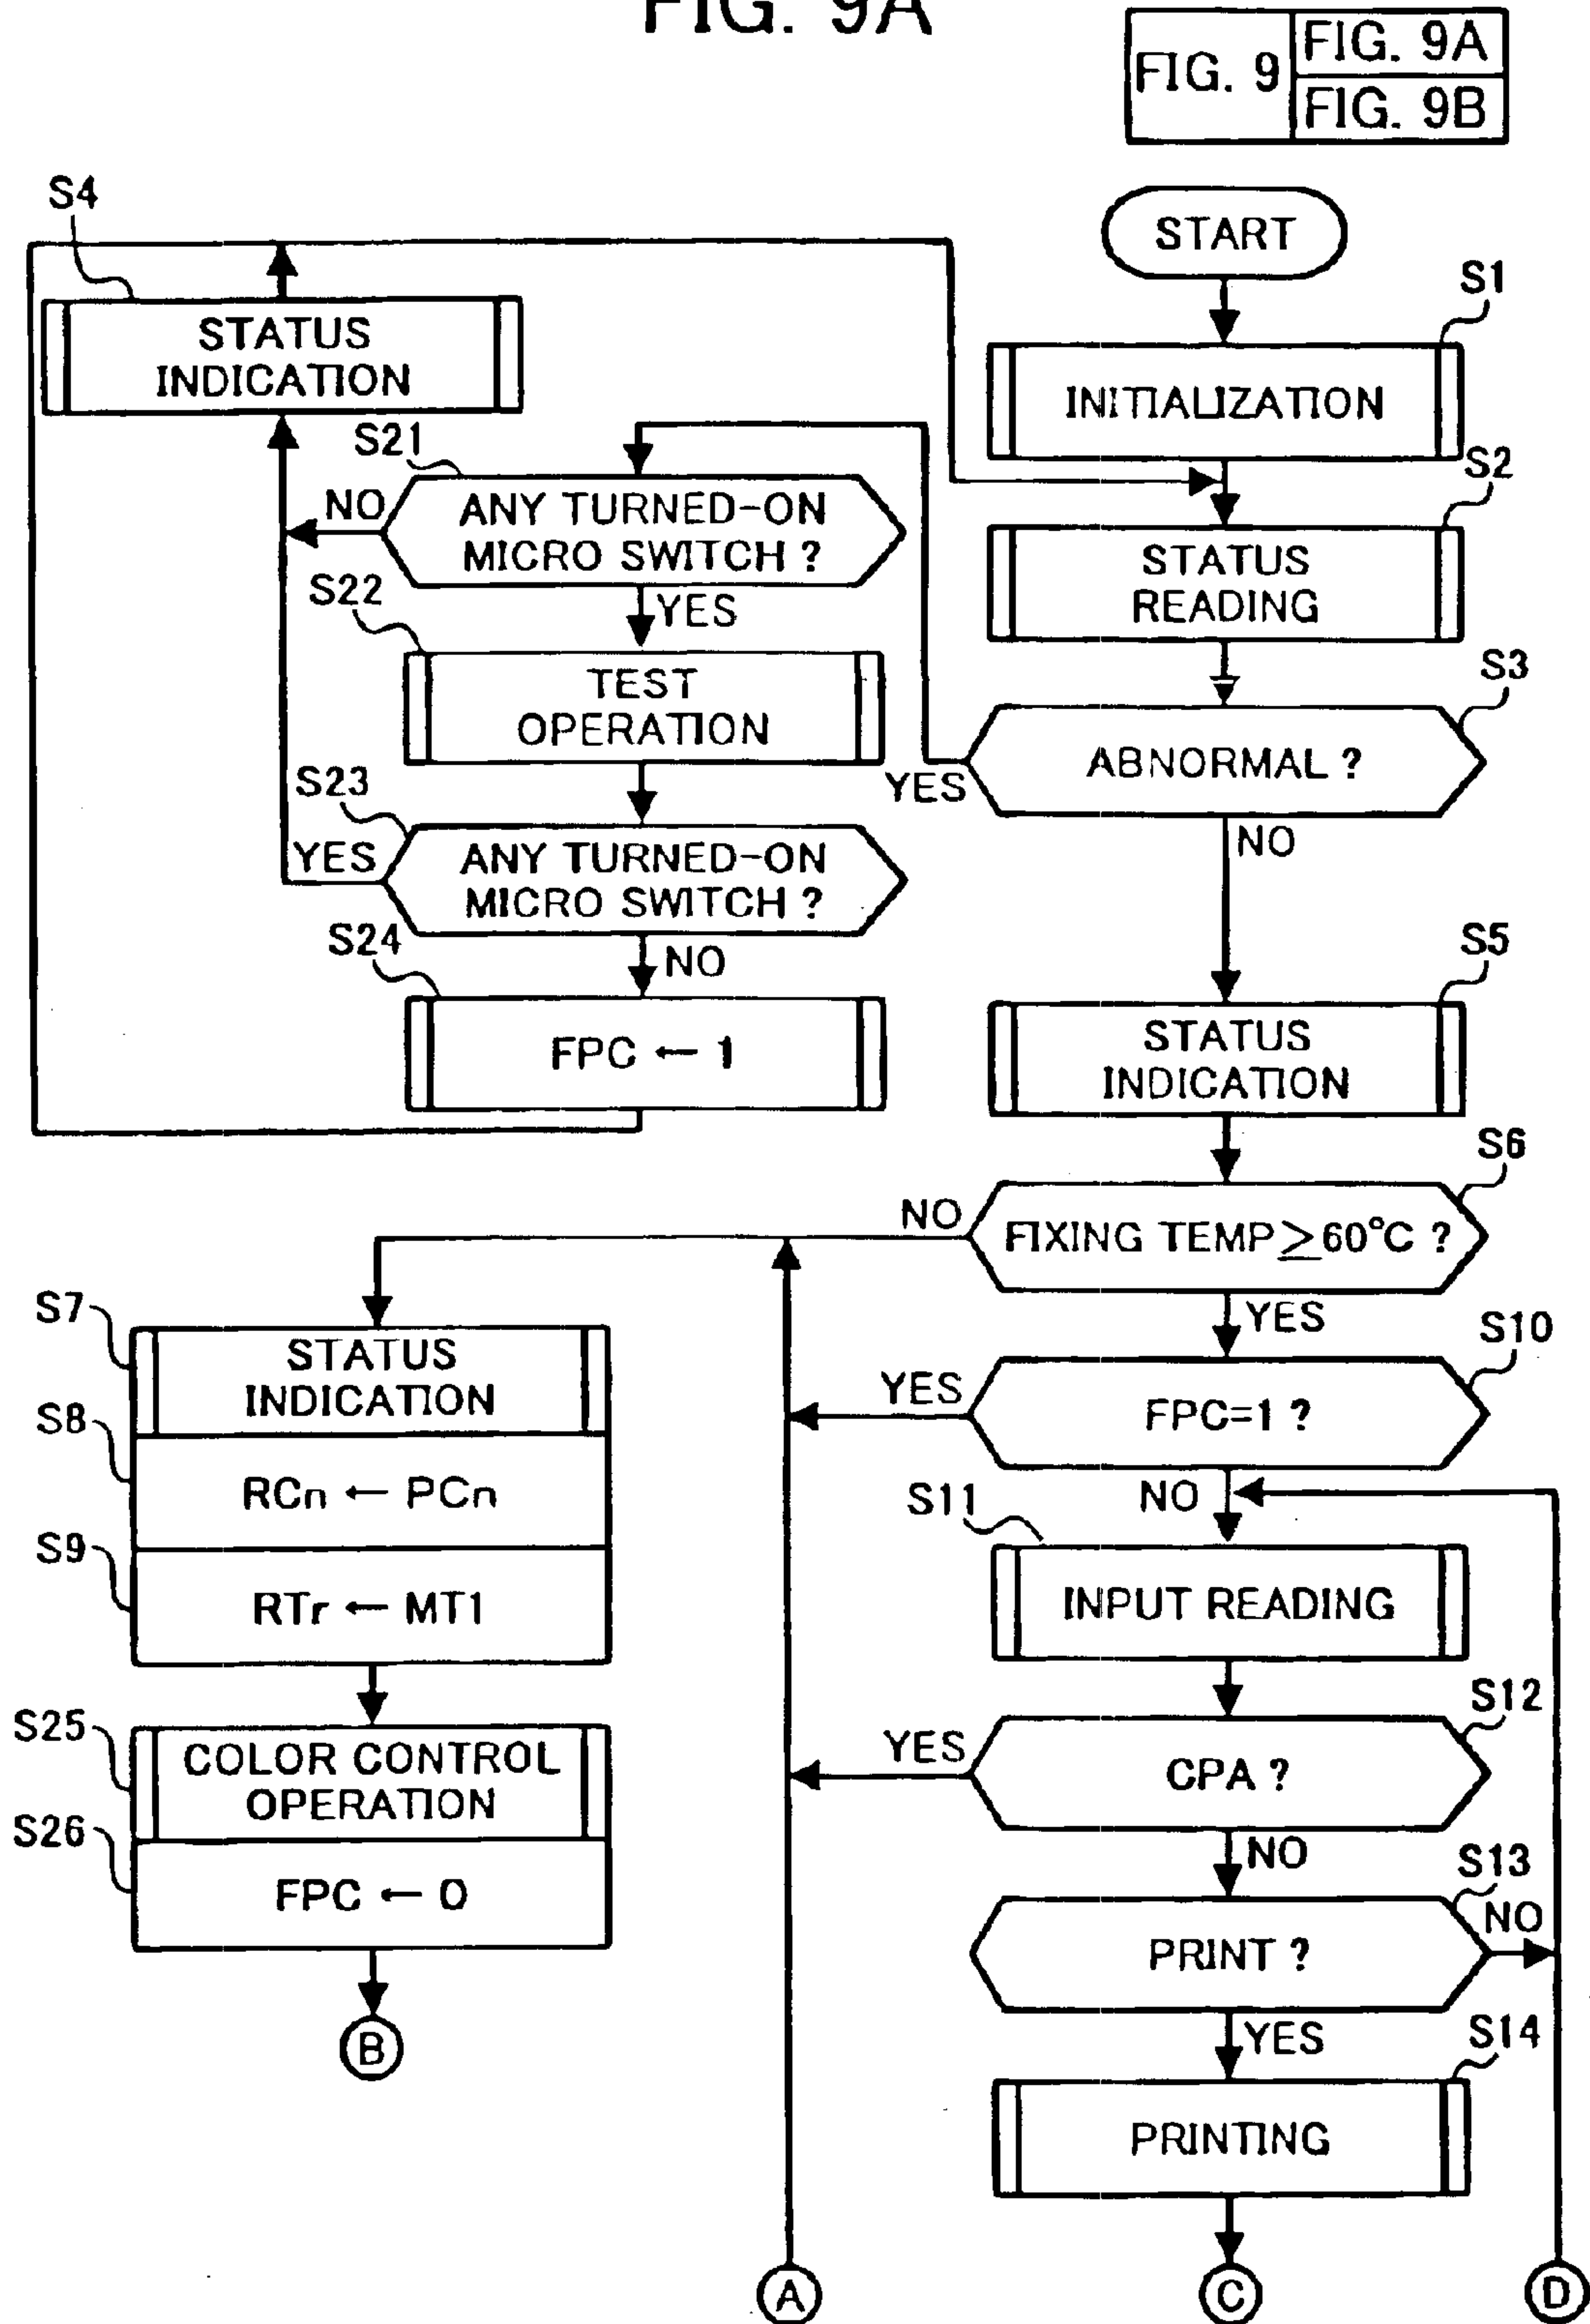 FIG. 9A
FIG. 9
FIG. 9A
FIG. 9B
START
S1
INITIALIZATION
S2
STATUS
READING
S3
ABNORMAL ?
YES
NO
S4
STATUS
INDICATION
S21
ANY TURNED-ON
MICRO SWITCH ?
NO
YES
S22
TEST
OPERATION
S23
ANY TURNED-ON
MICRO SWITCH ?
YES
NO
S24
FPC ← 1
S5
STATUS
INDICATION
S6
FIXING TEMP ≥ 60°C ?
NO
YES
S7
STATUS
INDICATION
S8
RCn ← PCn
S9
RTr ← MT1
S25
COLOR CONTROL
OPERATION
S26
FPC ← 0
B
S10
FPC=1 ?
YES
NO
S11
INPUT READING
S12
CPA ?
YES
NO
S13
PRINT ?
NO
YES
S14
PRINTING
A
C
D